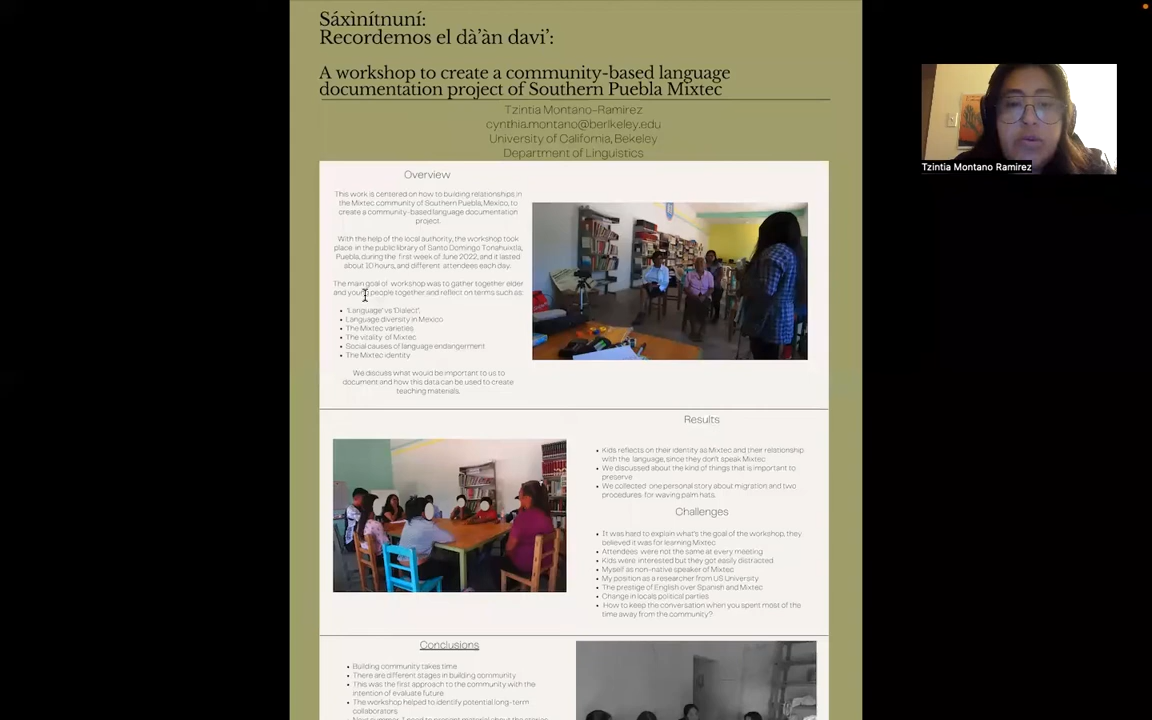 Sáxìnítnuní:
Recordemos el dà'àn davi':
A workshop to create a community-based language
documentation project of Southern Puebla Mixtec
Tzintia Montano-Ramirez
cynthia.montano@berlkeley.edu
University of California, Bekeley
Department of Linguistics
Overview
This work is centered on how to building relationships in
the Mixtec community of Southern Puebla, Mexico, to
create a community-based language documentation
project.
With the help of the local authority, the workshop took
place in the public library of Santo Domingo Tonahuixtla,
Puebla, during the first week of June 2022, and it lasted
about 10 hours, and different attendees each day.
The main goal of workshop was to gather together elder
and young people together and reflect on terms such as:
• 'Language' vs 'Dialect'.
• Language diversity in Mexico
• The Mixtec varieties
• The vitality of Mixtec
• Social causes of language endangerment
• The Mixtec identity
We discuss what would be important to us to
document and how this data can be used to create
teaching materials.
Results
• Kids reflects on their identity as Mixtec and their relationship
with the language, since they don't speak Mixtec
• We discussed about the kind of things that is important to
preserve
• We collected one personal story about migration and two
procedures for waving palm hats.
Challenges
• It was hard to explain what's the goal of the workshop, they
believed it was for learning Mixtec
• Attendees were not the same at every meeting
• Kids were interested but they got easily distracted
• Myself as non-native speaker of Mixtec
• My position as a researcher from US University
• The prestige of English over Spanish and Mixtec
• Change in locals political parties
• How to keep the conversation when you spent most of the
time away from the community?
Conclusions
• Building community takes time
• There are different stages in building community
• This was the first approach to the community with the
intention of evaluate future
• The workshop helped to identify potential long-term
collaborators.
• Next summer, I need to present material about the stories
Tzintia Montano Ramirez